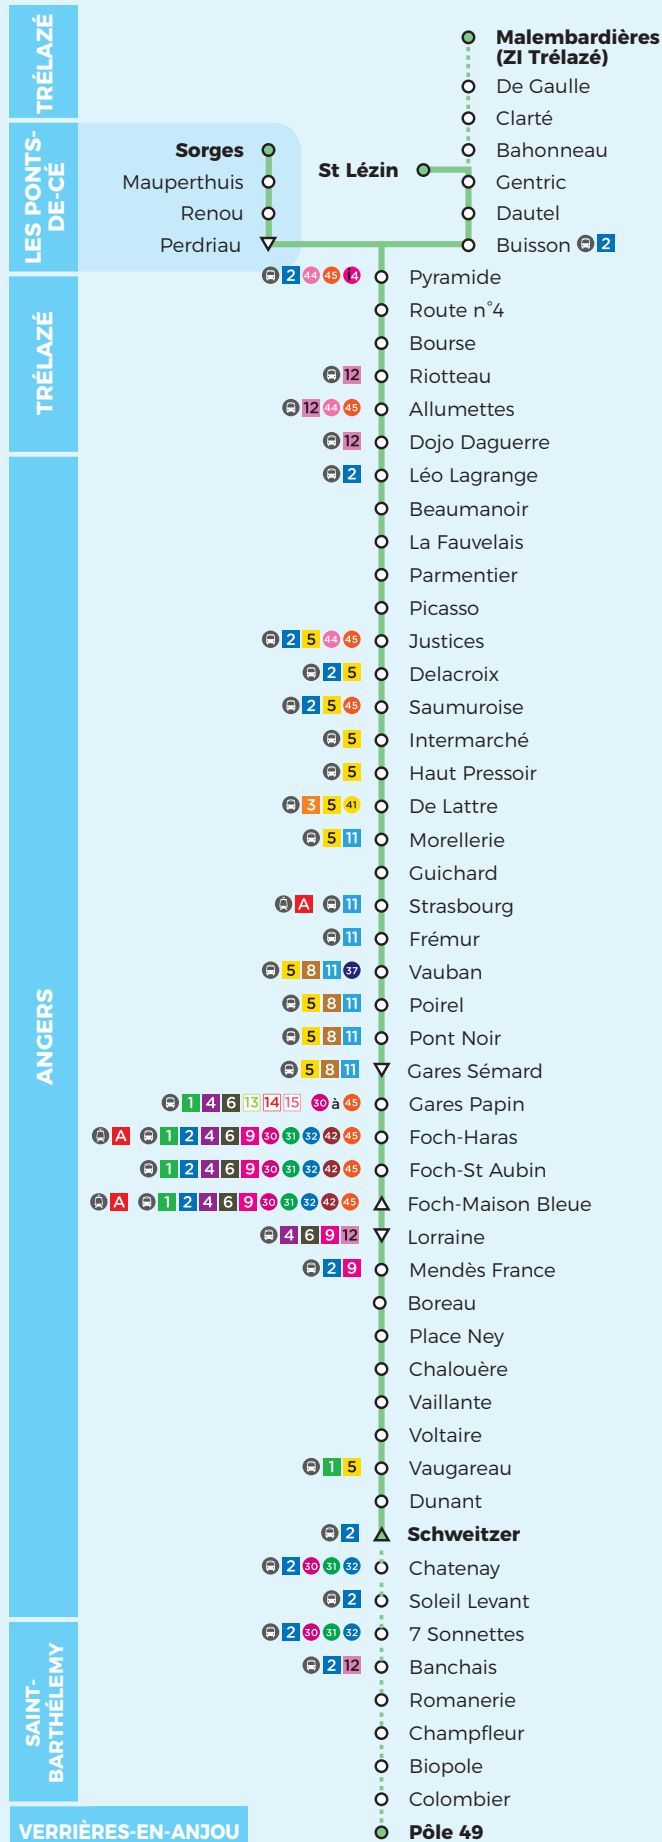 TRÉLAZÉ
Malembardières
(ZI Trélazé)
De Gaulle
Clarté
LES PONTS-
DE-CÉ
Sorges
Bahonneau
St Lézin
Mauperthuis
Gentric
Renou
Dautel
Perdriau
Buisson 2
TRÉLAZÉ
2 44 45 14 Pyramide
Route n°4
Bourse
12 Riotteau
12 44 45 Allumettes
12 Dojo Daguerre
ANGERS
2 Léo Lagrange
Beaumanoir
La Fauvelais
Parmentier
Picasso
2 5 44 45 Justices
2 5 Delacroix
2 5 45 Saumuroise
5 Intermarché
5 Haut Pressoir
3 5 41 De Lattre
5 11 Morellerie
Guichard
A 11 Strasbourg
11 Frémur
5 8 11 37 Vauban
5 8 11 Poirel
5 8 11 Pont Noir
5 8 11 Gares Sémard
1 4 6 13 14 15 30 à 45 Gares Papin
A 1 2 4 6 9 30 31 32 42 45 Foch-Haras
1 2 4 6 9 30 31 32 42 45 Foch-St Aubin
A 1 2 4 6 9 30 31 32 42 45 Foch-Maison Bleue
4 6 9 12 Lorraine
2 9 Mendès France
Boreau
Place Ney
Chalouère
Vaillante
Voltaire
1 5 Vaugareau
Dunant
2 Schweitzer
2 30 31 32 Chatenay
2 Soleil Levant
SAINT-
BARTHÉLEMY
2 30 31 32 7 Sonnettes
2 12 Banchais
Romanerie
Champfleur
Biopole
Colombier
VERRIÈRES-EN-ANJOU
Pôle 49